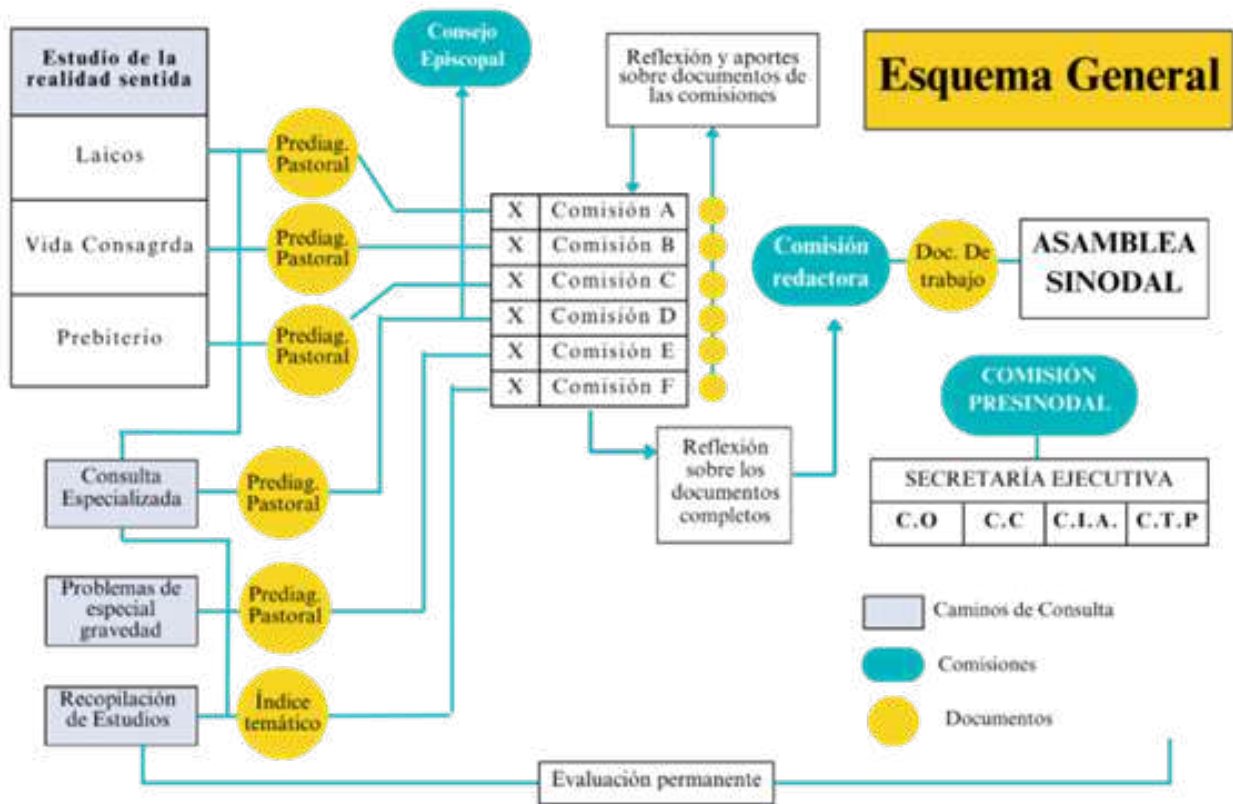 Esquema General
Estudio de la
realidad sentida
Laicos
Vida Consagrda
Prebiterio
Prediag.
Pastoral
Prediag.
Pastoral
Prediag.
Pastoral
Consejo
Episcopal
Reflexión y aportes
sobre documentos de
las comisiones
X Comisión A
X Comisión B
X Comisión C
X Comisión D
X Comisión E
X Comisión F
Comisión
redactora
Doc. De
trabajo
ASAMBLEA
SINODAL
Consulta
Especializada
Prediag.
Pastoral
Problemas de
especial
gravedad
Prediag.
Pastoral
Recopilación
de Estudios
Índice
temático
Reflexión
sobre los
documentos
completos
COMISIÓN
PRESINODAL
SECRETARÍA EJECUTIVA
C.O C.C C.I.A. C.T.P
Caminos de Consulta
Comisiones
Documentos
Evaluación permanente